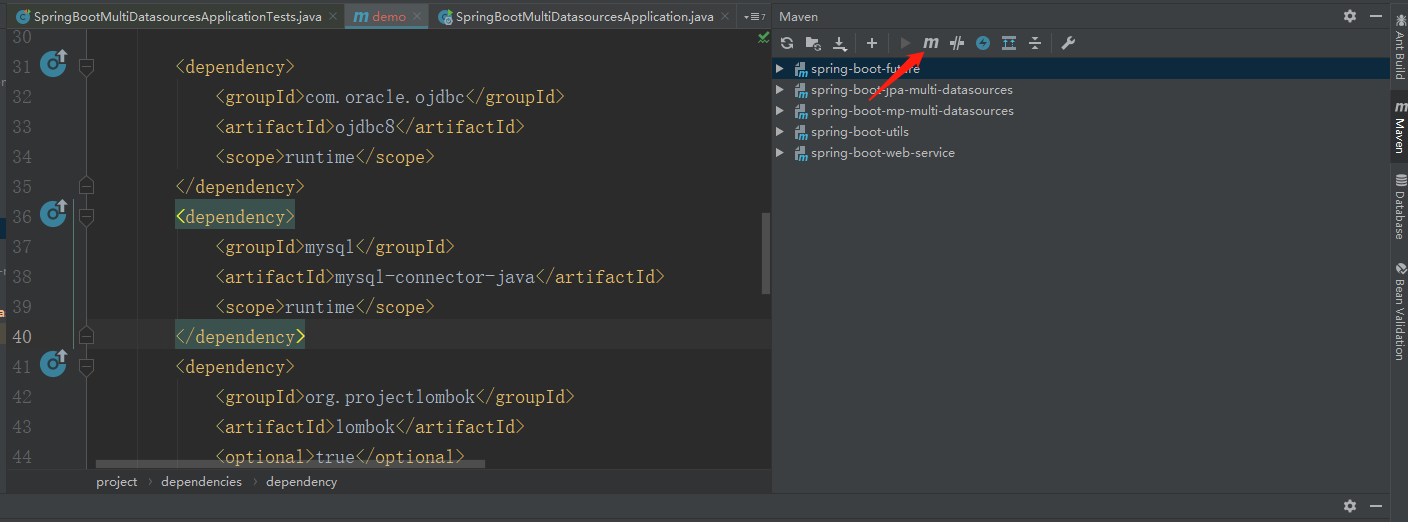 SpringBootMultiDatasourcesApplicationTests.java
demo
SpringBootMultiDatasourcesApplication.java
7
30
31 <dependency>
32 <groupId>com.oracle.ojdbc</groupId>
33 <artifactId>ojdbc8</artifactId>
34 <scope>runtime</scope>
35 </dependency>
36 <dependency>
37 <groupId>mysql</groupId>
38 <artifactId>mysql-connector-java</artifactId>
39 <scope>runtime</scope>
40 </dependency>
41 <dependency>
42 <groupId>org.projectlombok</groupId>
43 <artifactId>lombok</artifactId>
44 <optional>true</optional>
project > dependencies > dependency
Maven
spring-boot-future
spring-boot-jpa-multi-datasources
spring-boot-mp-multi-datasources
spring-boot-utils
spring-boot-web-service
Ant Build
Maven
Database
Bean Validation